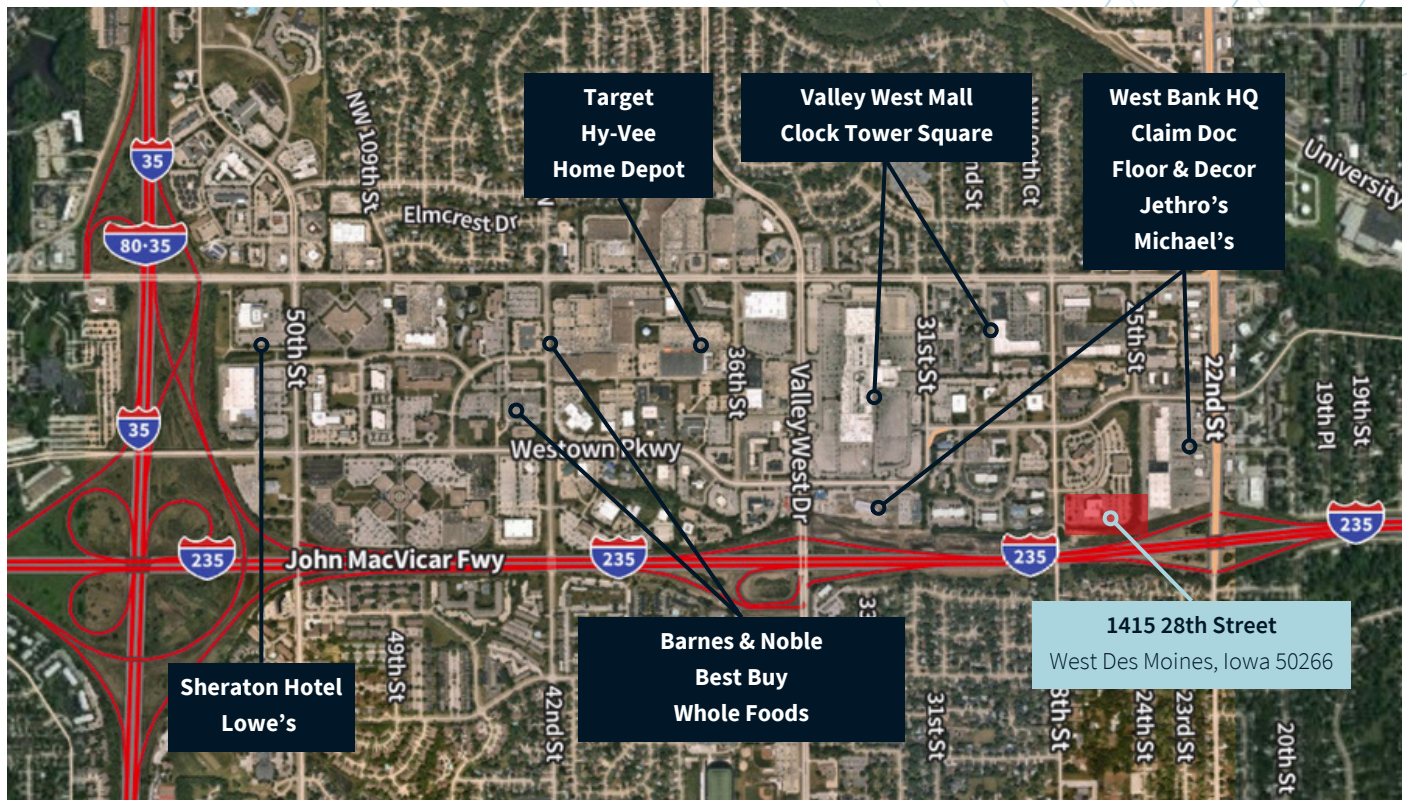 Target
Hy-Vee
Home Depot
Valley West Mall
Clock Tower Square
West Bank HQ
Claim Doc
Floor & Decor
Jethro's
Michael's
35
80·35
NW 109th St
Elmcrest Dr
University
50th St
36th St
Valley West Dr
31st St
25th St
22nd St
19th Pl
19th St
35
Westown Pkwy
235
John MacVicar Fwy
235
235
235
1415 28th Street
West Des Moines, Iowa 50266
Barnes & Noble
Best Buy
Whole Foods
Sheraton Hotel
Lowe's
49th St
42nd St
31st St
24th St
23rd St
20th St